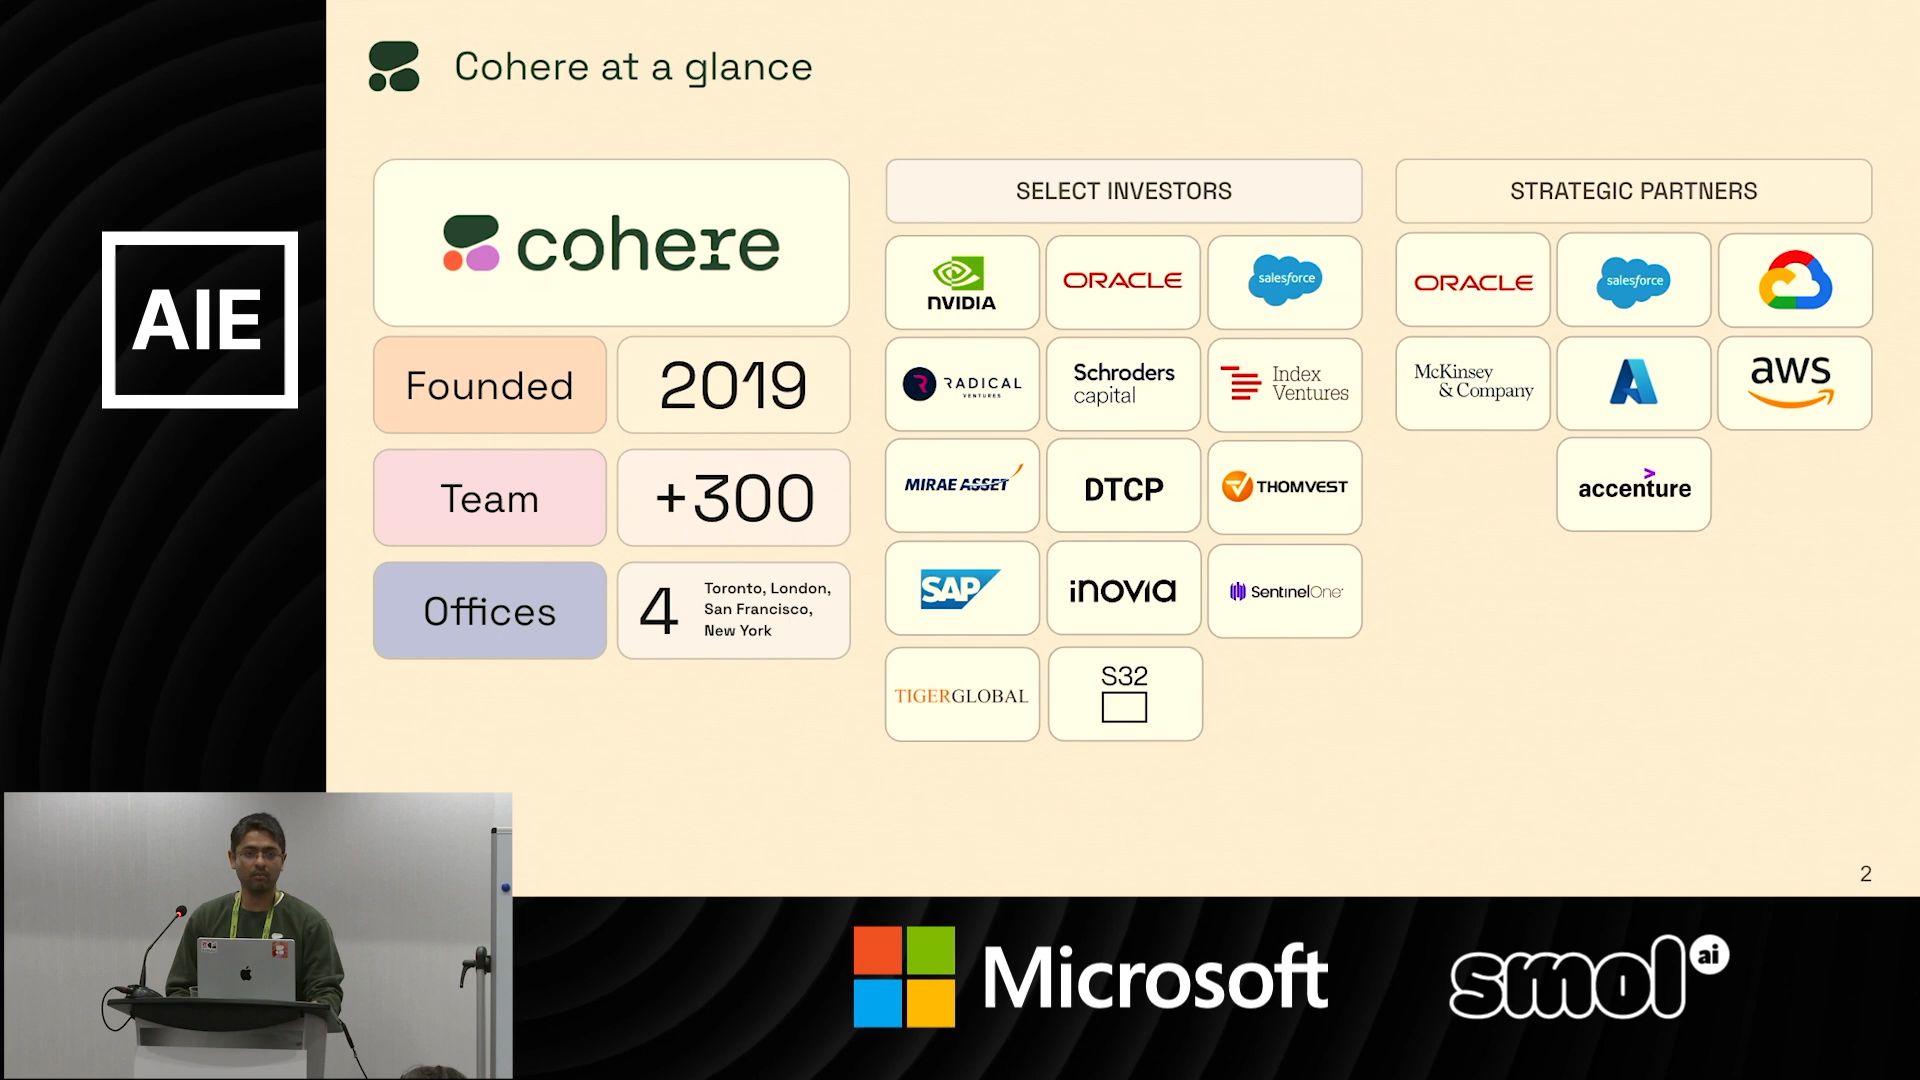 Cohere at a glance
AIE
cohere
Founded
2019
Team
+300
Offices
4
Toronto, London,
San Francisco,
New York
SELECT INVESTORS
NVIDIA
ORACLE
salesforce
RADICAL
VENTURES
Schroders
capital
Index
Ventures
MIRAE ASSET
DTCP
THOMVEST
SAP
inovia
SentinelOne
TIGERGLOBAL
S32
STRATEGIC PARTNERS
ORACLE
salesforce
McKinsey
& Company
aws
accenture
2
Microsoft
smol ai